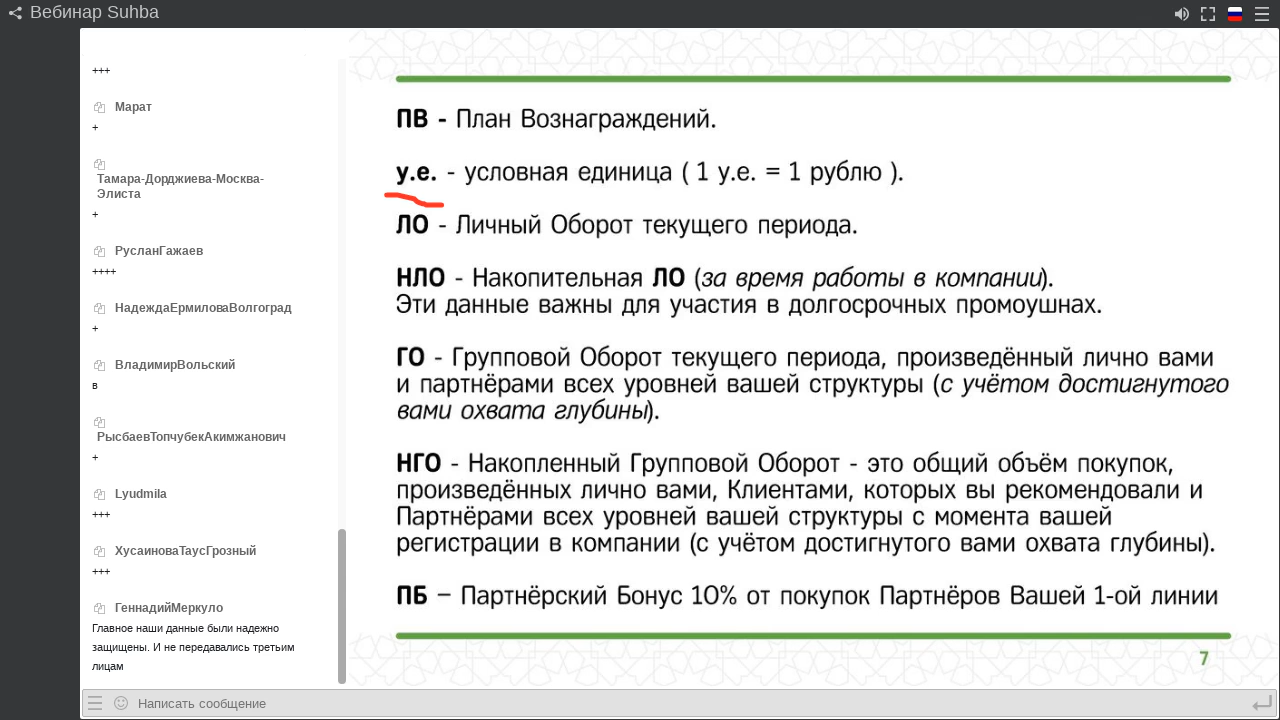 Вебинар Suhba
+++
Марат
+
Тамара-Дорджиева-Москва-
Элиста
+
РусланГажаев
++++
НадеждаЕрмиловаВолгоград
+
ВладимирВольский
в
РысбаевТопчубекАкимжанович
+
Lyudmila
+++
ХусаиноваТаусГрозный
+++
ГеннадийМеркуло
Главное наши данные были надежно
защищены. И не передавались третьим
лицам
Написать сообщение
ПВ - План Вознаграждений.
у.е. - условная единица ( 1 у.е. = 1 рублю ).
ЛО - Личный Оборот текущего периода.
НЛО - Накопительная ЛО (за время работы в компании).
Эти данные важны для участия в долгосрочных промоушнах.
ГО - Групповой Оборот текущего периода, произведённый лично вами
и партнёрами всех уровней вашей структуры (с учётом достигнутого
вами охвата глубины).
НГО - Накопленный Групповой Оборот - это общий объём покупок,
произведённых лично вами, Клиентами, которых вы рекомендовали и
Партнёрами всех уровней вашей структуры с момента вашей
регистрации в компании (с учётом достигнутого вами охвата глубины).
ПБ – Партнёрский Бонус 10% от покупок Партнёров Вашей 1-ой линии
7